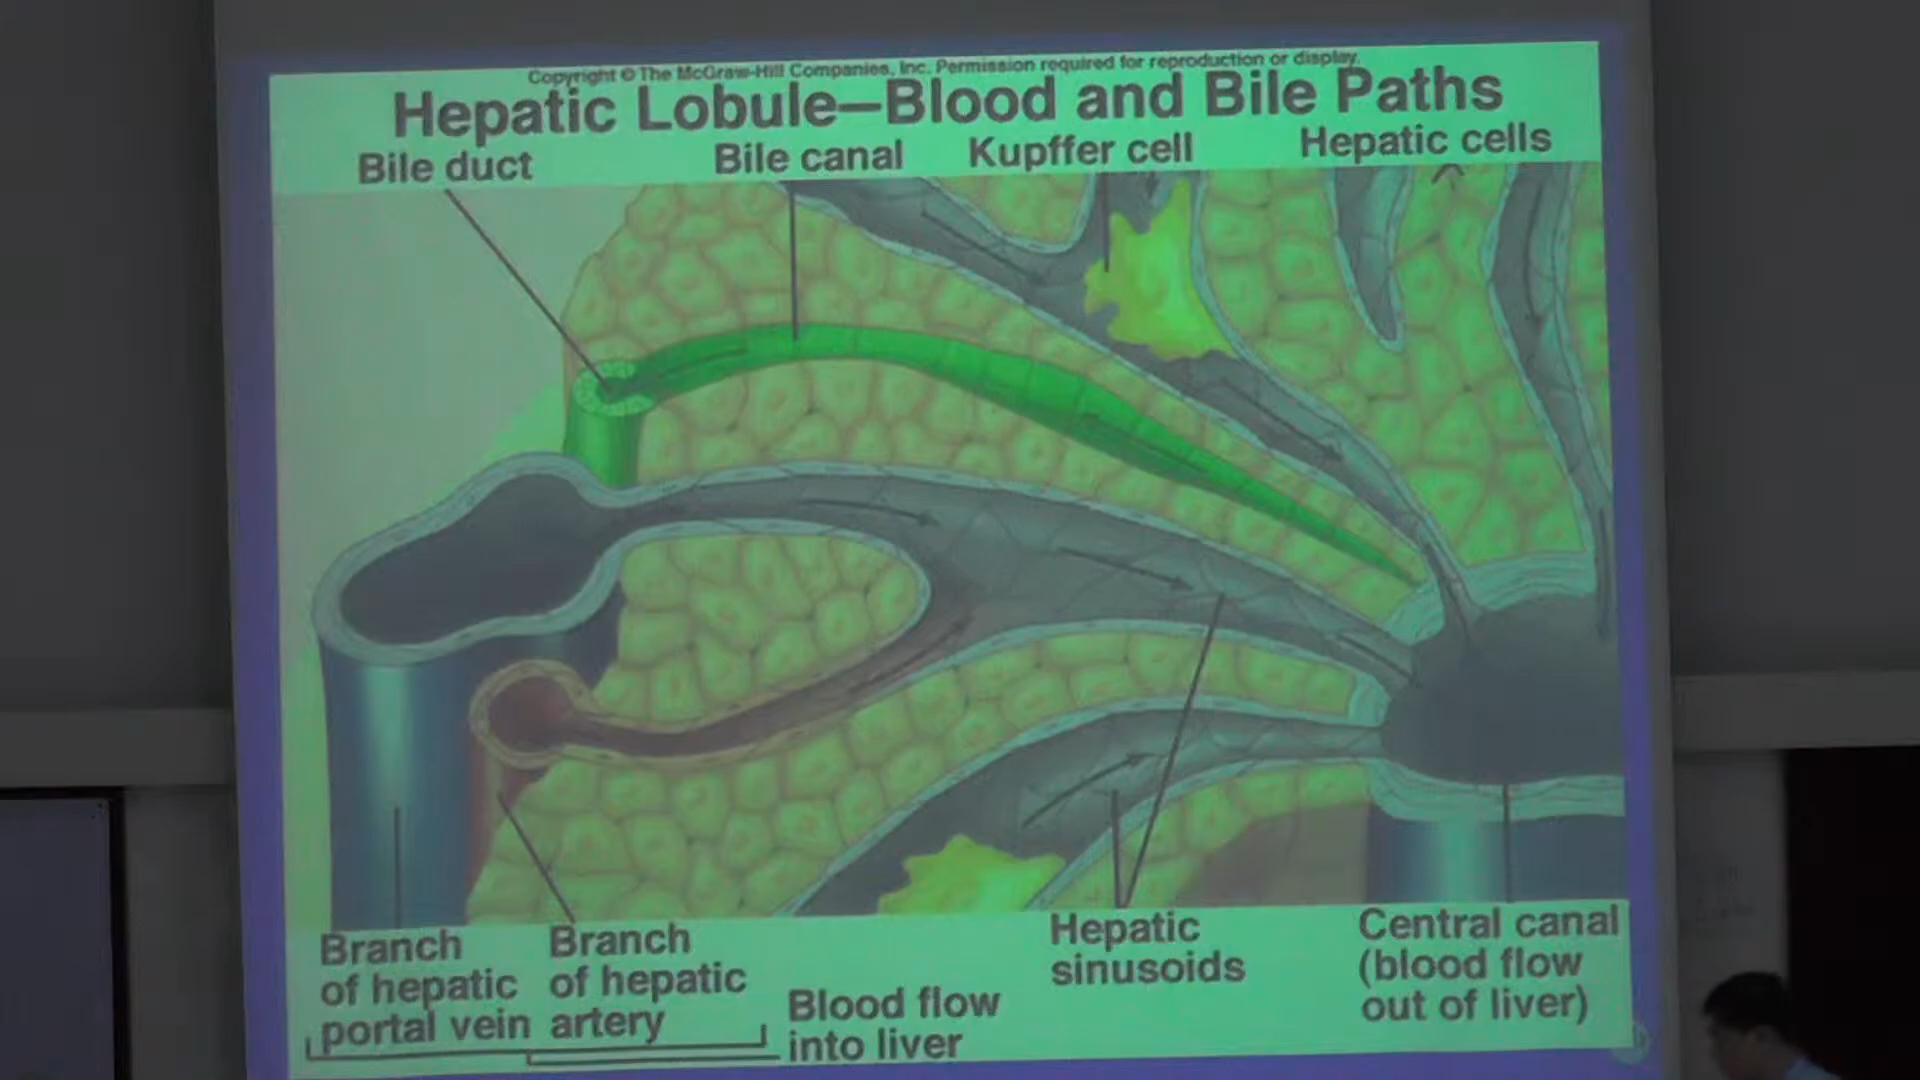 Copyright © The McGraw-Hill Companies, Inc. Permission required for reproduction or display.
Hepatic Lobule—Blood and Bile Paths
Bile duct
Bile canal
Kupffer cell
Hepatic cells
Branch
of hepatic
portal vein
Branch
of hepatic
artery
Blood flow
into liver
Hepatic
sinusoids
Central canal
(blood flow
out of liver)